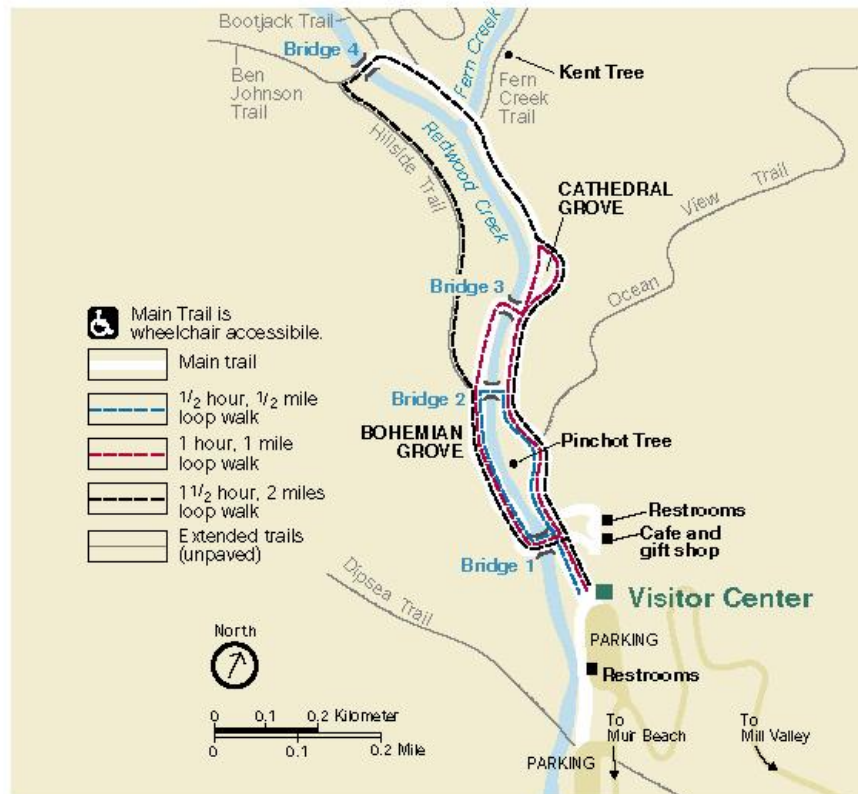 Bootjack Trail
Bridge 4
Ben
Johnson
Trail
Fern Creek
Kent Tree
Fern
Creek
Trail
Hillside Trail
Redwood Creek
CATHEDRAL
GROVE
View Trail
Ocean
Bridge 3
Main Trail is
wheelchair accessibile.
Main trail
1/2 hour, 1/2 mile
loop walk
1 hour, 1 mile
loop walk
1 1/2 hour, 2 miles
loop walk
Extended trails
(unpaved)
Bridge 2
BOHEMIAN
GROVE
Pinchot Tree
Restrooms
Cafe and
gift shop
Bridge 1
Dipsea Trail
Visitor Center
PARKING
Restrooms
North
0 0.1 0.2 Kilometer
0 0.1 0.2 Mile
To
Muir Beach
To
Mill Valley
PARKING